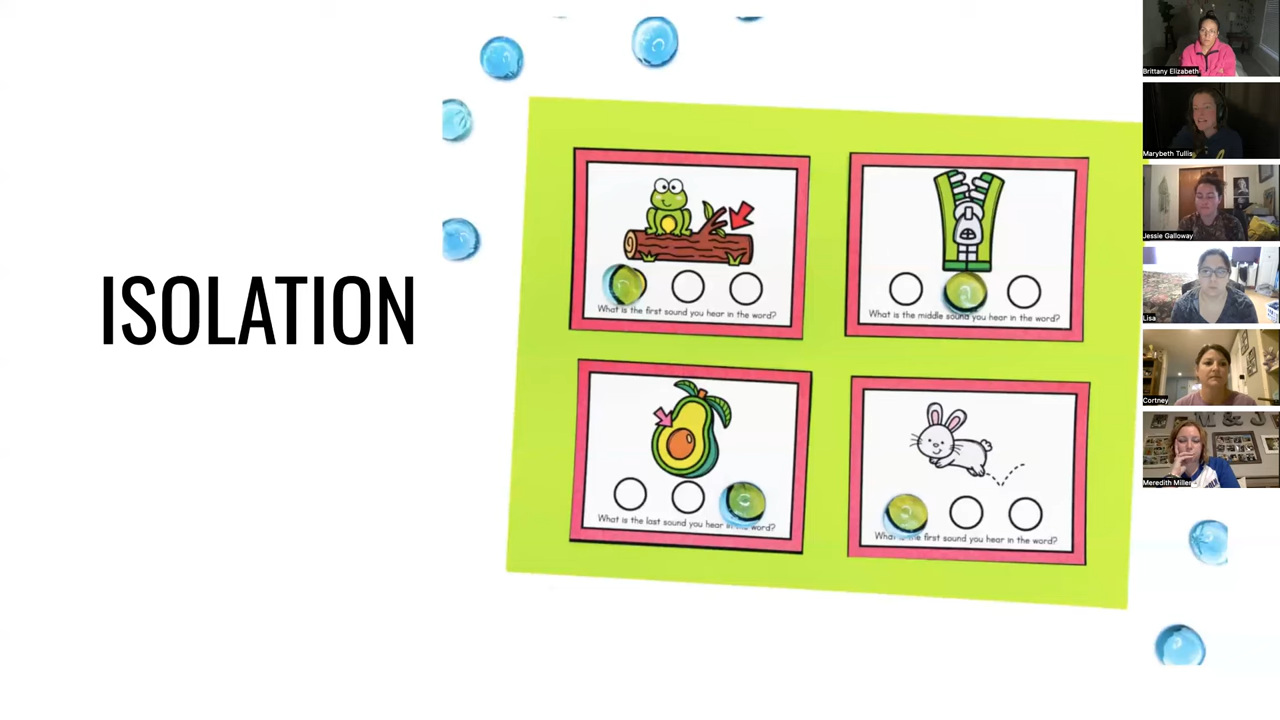 ISOLATION
What is the first sound you hear in the word?
What is the middle sound you hear in the word?
What is the last sound you hear in the word?
What is the first sound you hear in the word?
Brittany Elizabeth
Marybeth Tullis
Jessie Galloway
Lisa
Cortney
M & J
Meredith Miller